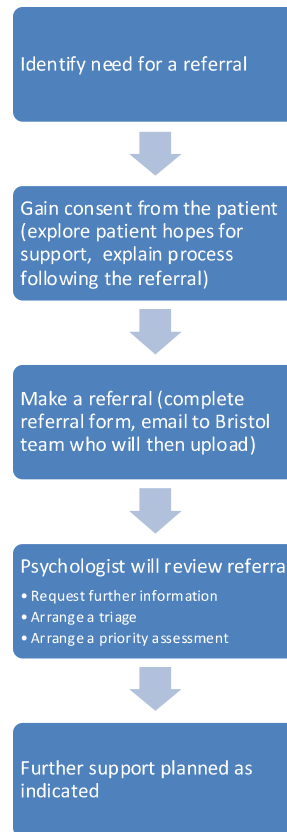 Identify need for a referral
Gain consent from the patient
(explore patient hopes for
support, explain process
following the referral)
Make a referral (complete
referral form, email to Bristol
team who will then upload)
Psychologist will review referra
• Request further information
• Arrange a triage
• Arrange a priority assessment
Further support planned as
indicated